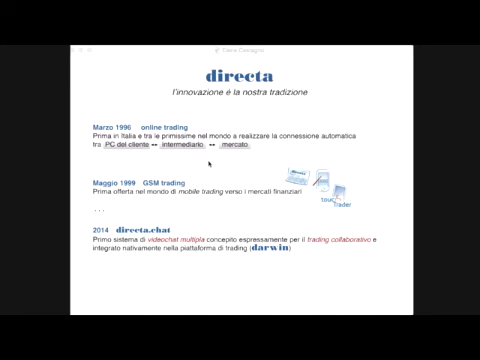 directa
l'innovazione é la nostra tradizione
Marzo 1996 online trading
Prima in Italia e tra le primissime nel mondo a realizzare la connessione automatica
tra PC del cliente ↔ intermediario ↔ mercato
Maggio 1999 GSM trading
Prima offerta nel mondo di mobile trading verso i mercati finanziari
trader
...
2014 directa.chat
Primo sistema di videochat multipla concepito espressamente per il trading collaborativo e
integrato nativamente nella piattaforma di trading (darwin)